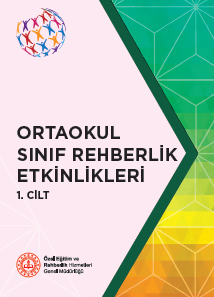 ORTAOKUL
SINIF REHBERLİK
ETKİNLİKLERİ
1. CİLT
Özel Eğitim ve
Rehberlik Hizmetleri
Genel Müdürlüğü